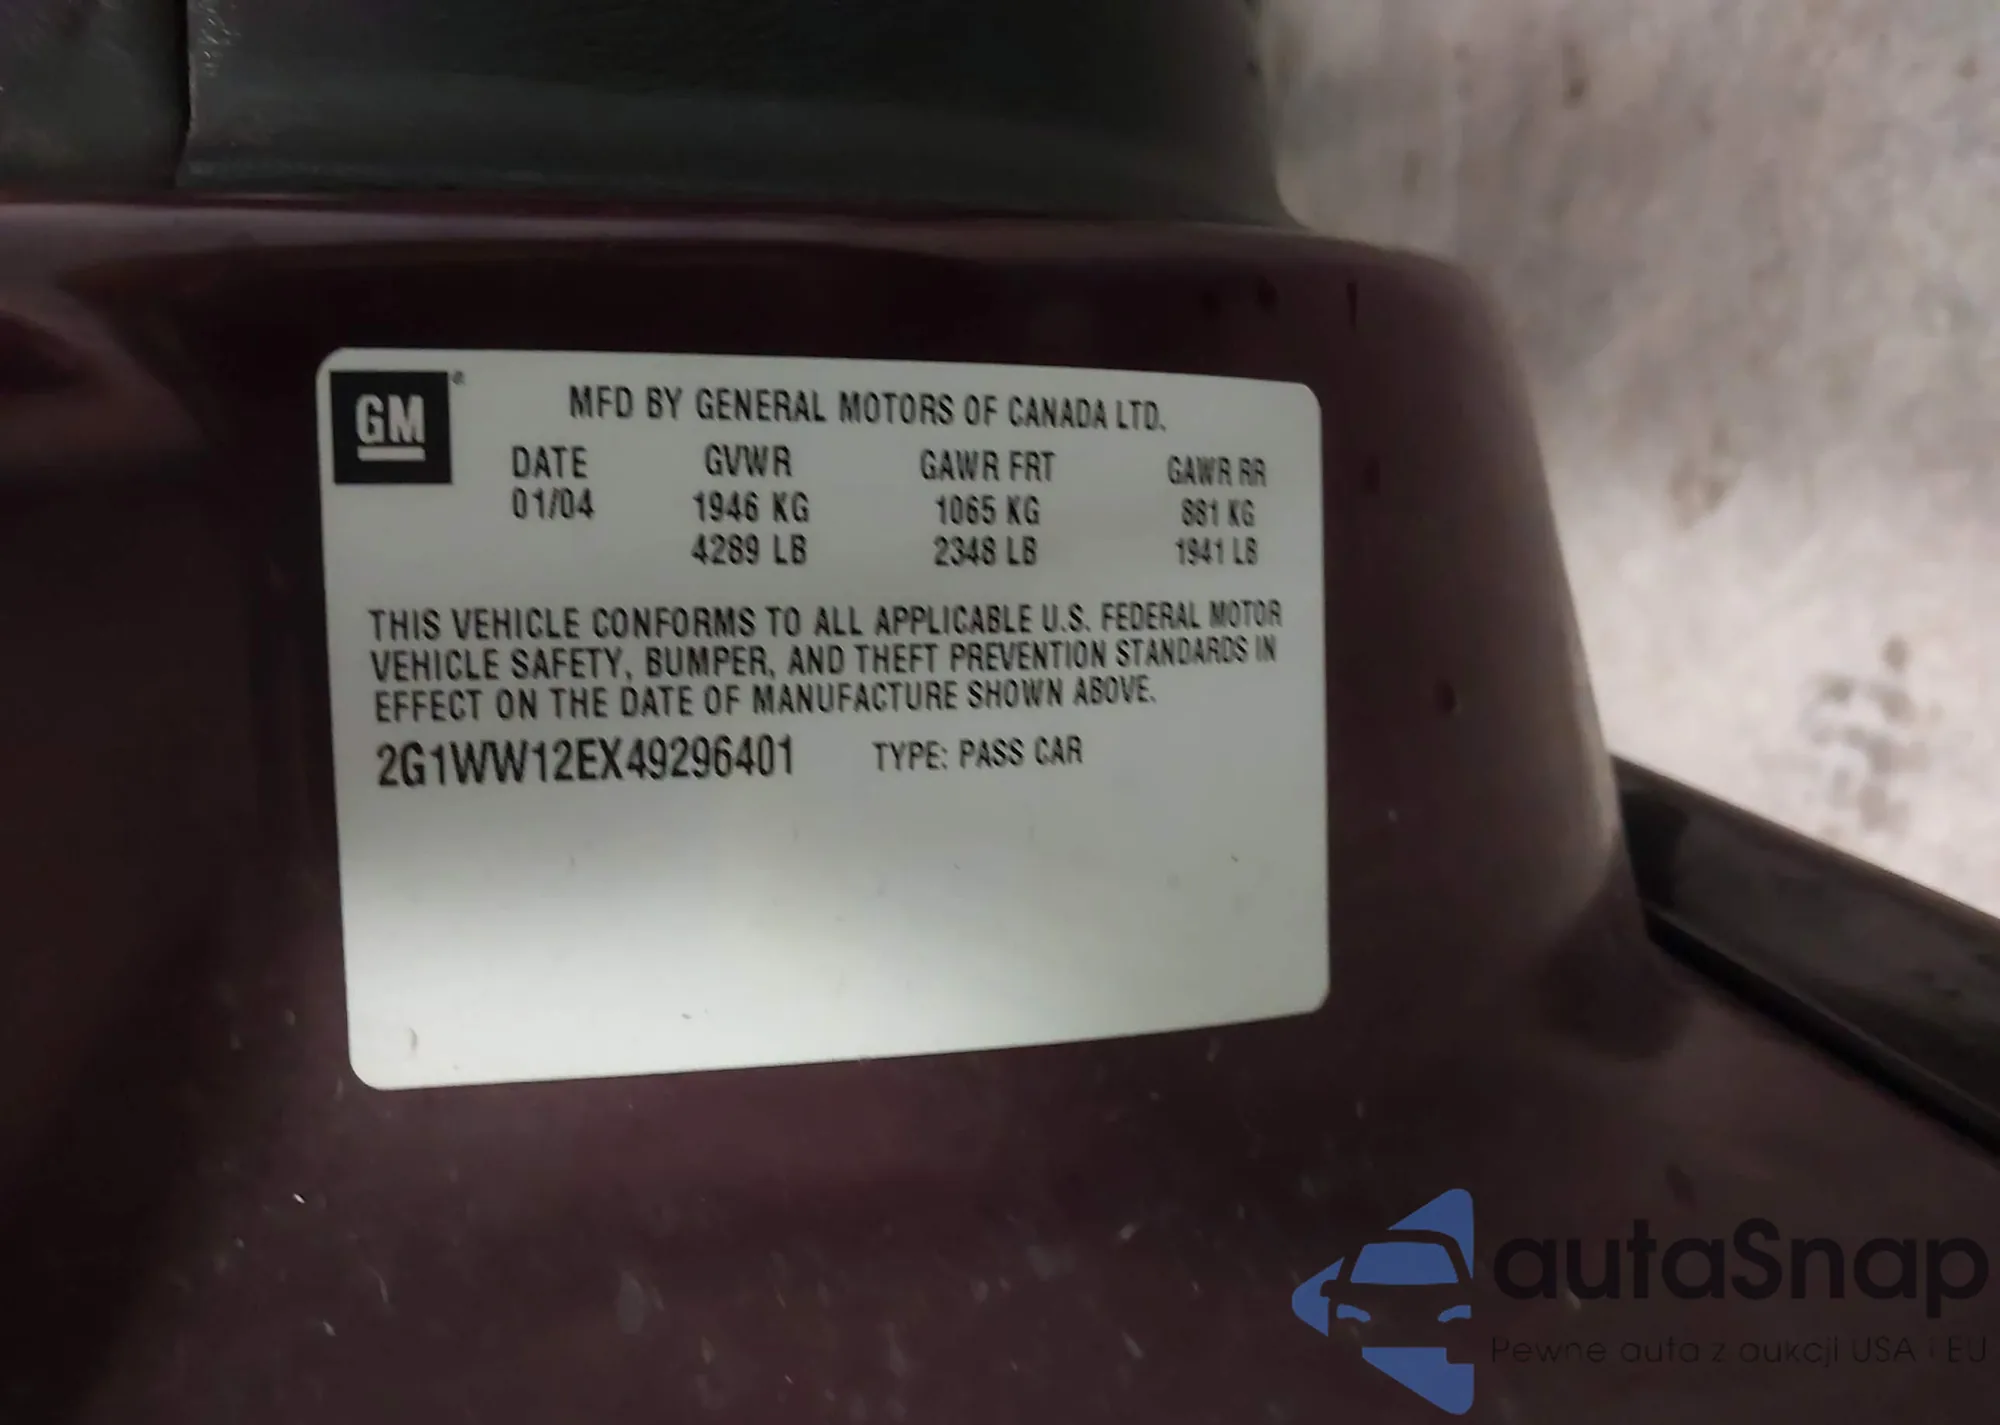 GM
MFD BY GENERAL MOTORS OF CANADA LTD.
DATE GVWR GAWR FRT GAWR RR
01/04 1946 KG 1065 KG 881 KG
4289 LB 2348 LB 1941 LB
THIS VEHICLE CONFORMS TO ALL APPLICABLE U.S. FEDERAL MOTOR
VEHICLE SAFETY, BUMPER, AND THEFT PREVENTION STANDARDS IN
EFFECT ON THE DATE OF MANUFACTURE SHOWN ABOVE.
2G1WW12EX49296401 TYPE: PASS CAR
autaSnap
Pewne auta z aukcji USA i EU